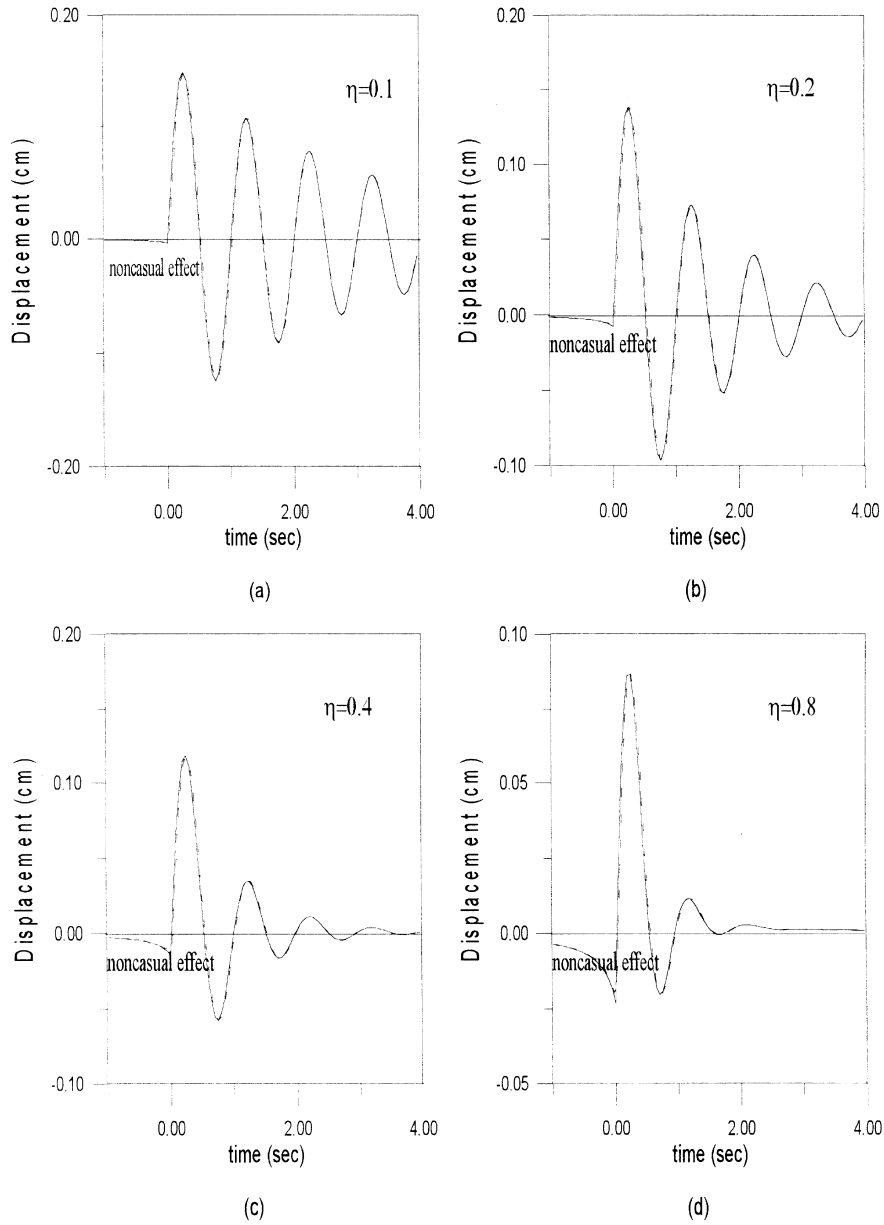 0.20
η=0.1
Displacement (cm)
0.00
noncasual effect
-0.20
0.00
2.00
4.00
time (sec)
(a)
0.20
η=0.2
0.10
Displacement (cm)
0.00
noncasual effect
-0.10
0.00
2.00
4.00
time (sec)
(b)
0.20
η=0.4
0.10
Displacement (cm)
0.00
noncasual effect
-0.10
0.00
2.00
4.00
time (sec)
(c)
0.10
η=0.8
0.05
Displacement (cm)
0.00
noncasual effect
-0.05
0.00
2.00
4.00
time (sec)
(d)